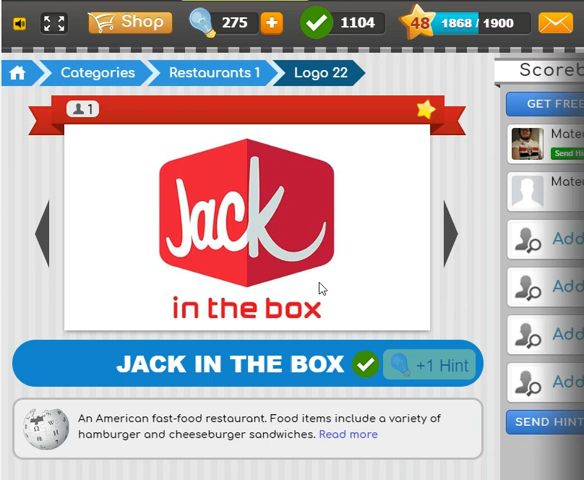 Shop
275
+
1104
48
1868 / 1900
Categories
Restaurants 1
Logo 22
1
Jack
in the box
JACK IN THE BOX
+1 Hint
An American fast-food restaurant. Food items include a variety of
hamburger and cheeseburger sandwiches. Read more
Scoreb
GET FREE
Mate
Send Hi
Mate
Add
Add
Add
Add
SEND HINT